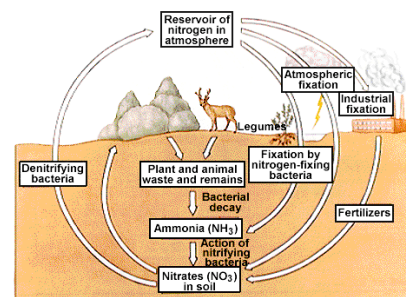 Reservoir of
nitrogen in
atmosphere
Atmospheric
fixation
Industrial
fixation
Legumes
Denitrifying
bacteria
Plant and animal
waste and remains
Fixation by
nitrogen-fixing
bacteria
Bacterial
decay
Fertilizers
Ammonia (NH3)
Action of
nitrifying
bacteria
Nitrates (NO3)
in soil